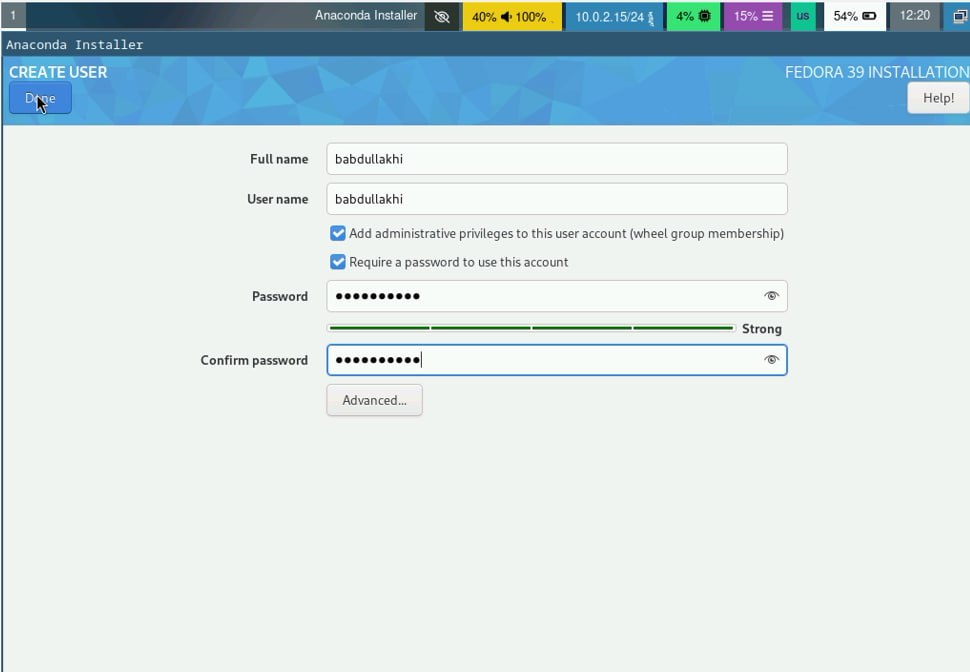 1 Anaconda Installer 40% 100% 10.0.2.15/24 4% 15% us 54% 12:20
Anaconda Installer
CREATE USER FEDORA 39 INSTALLATION
Done Help!
Full name babdullakhi
User name babdullakhi
Add administrative privileges to this user account (wheel group membership)
Require a password to use this account
Password ●●●●●●●●●●
Strong
Confirm password ●●●●●●●●●●
Advanced...